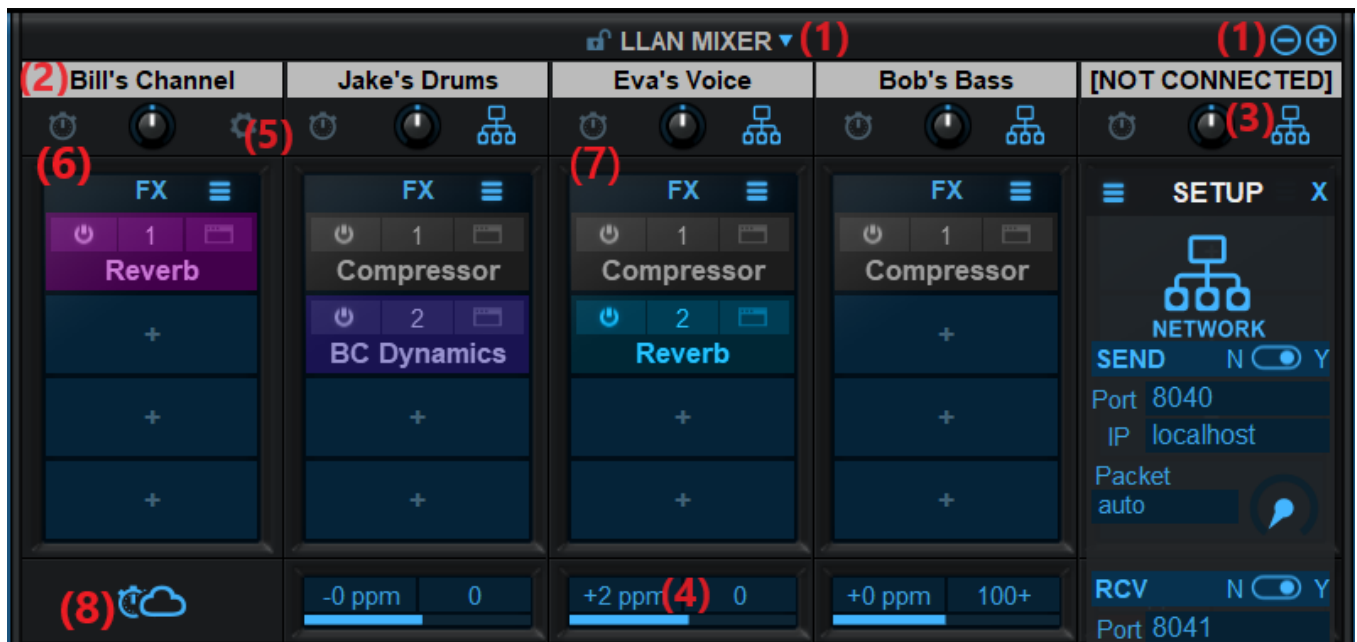 LLAN MIXER (1) (1)
(2) Bill's Channel Jake's Drums Eva's Voice Bob's Bass [NOT CONNECTED]
(5) (3)
(6) (7)
FX FX FX FX SETUP X
1 1 1 1
Reverb Compressor Compressor Compressor
+ 2 2 +
BC Dynamics Reverb
NETWORK
SEND N Y
+ + + + Port 8040
IP localhost
+ + + + Packet
auto
(8) -0 ppm 0 +2 ppm (4) 0 +0 ppm 100+ RCV N Y
Port 8041